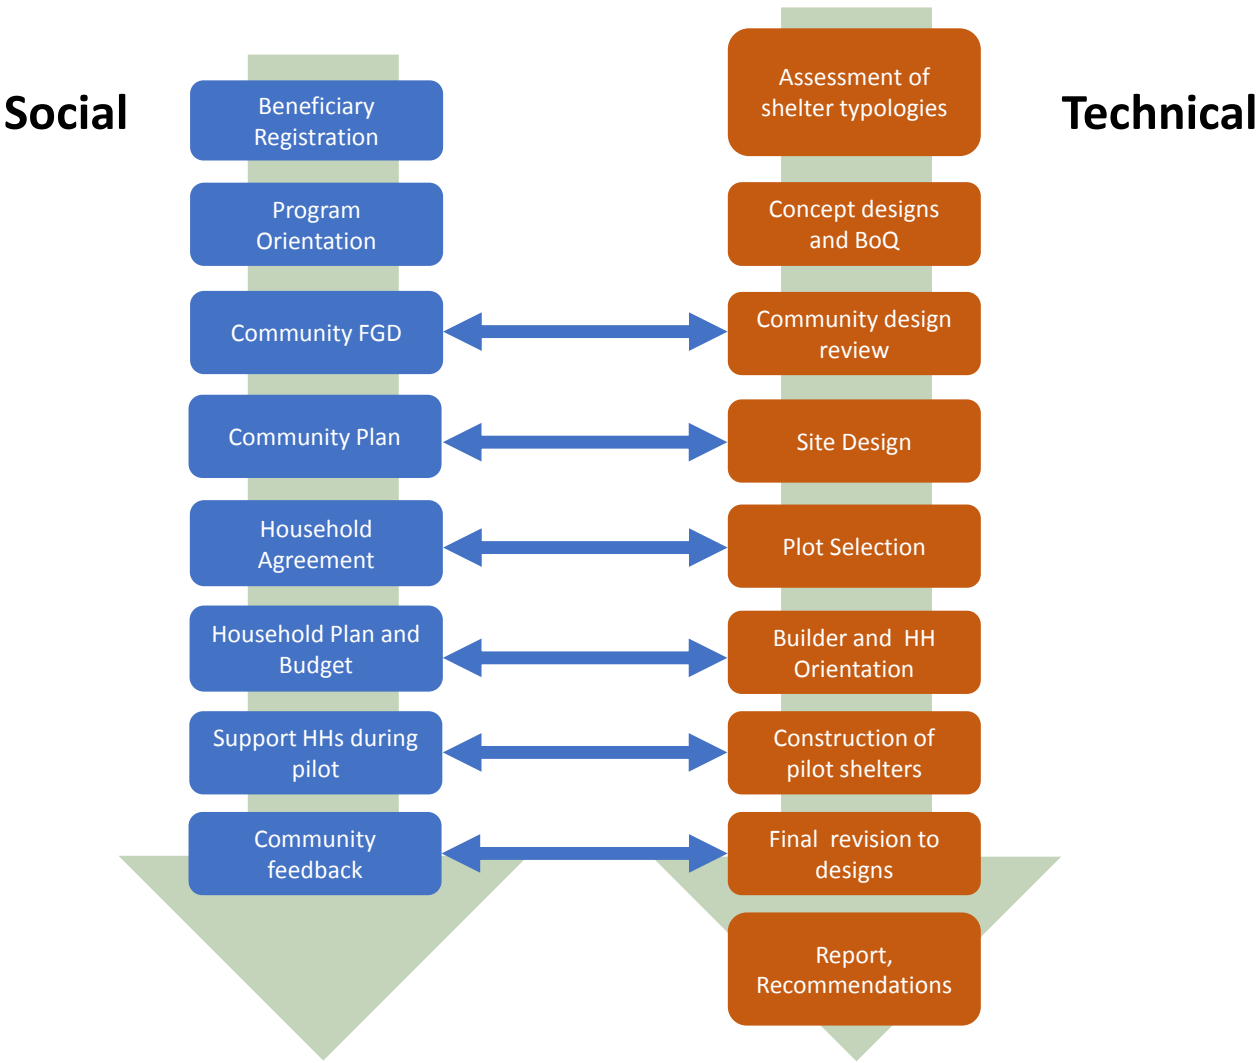 Social
Technical
Beneficiary
Registration
Program
Orientation
Community FGD
Community Plan
Household
Agreement
Household Plan and
Budget
Support HHs during
pilot
Community
feedback
Assessment of
shelter typologies
Concept designs
and BoQ
Community design
review
Site Design
Plot Selection
Builder and  HH
Orientation
Construction of
pilot shelters
Final  revision to
designs
Report,
Recommendations